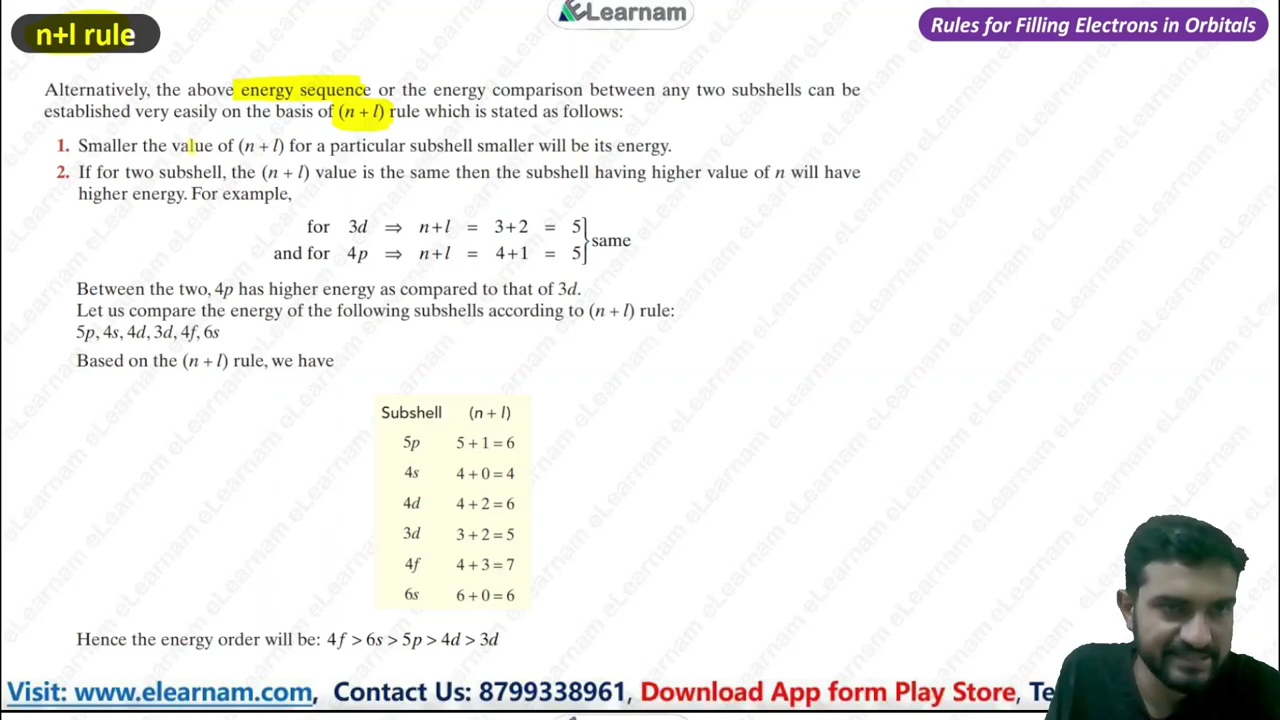 eLearnam
n+l rule
Rules for Filling Electrons in Orbitals
Alternatively, the above energy sequence or the energy comparison between any two subshells can be
established very easily on the basis of (n + l) rule which is stated as follows:
1. Smaller the value of (n + l) for a particular subshell smaller will be its energy.
2. If for two subshell, the (n + l) value is the same then the subshell having higher value of n will have
higher energy. For example,
for 3d ⇒ n+l = 3+2 = 5
and for 4p ⇒ n+l = 4+1 = 5
same
Between the two, 4p has higher energy as compared to that of 3d.
Let us compare the energy of the following subshells according to (n + l) rule:
5p, 4s, 4d, 3d, 4f, 6s
Based on the (n + l) rule, we have
Subshell (n + l)
5p 5 + 1 = 6
4s 4 + 0 = 4
4d 4 + 2 = 6
3d 3 + 2 = 5
4f 4 + 3 = 7
6s 6 + 0 = 6
Hence the energy order will be: 4f > 6s > 5p > 4d > 3d
Visit: www.elearnam.com, Contact Us: 8799338961, Download App form Play Store, Te